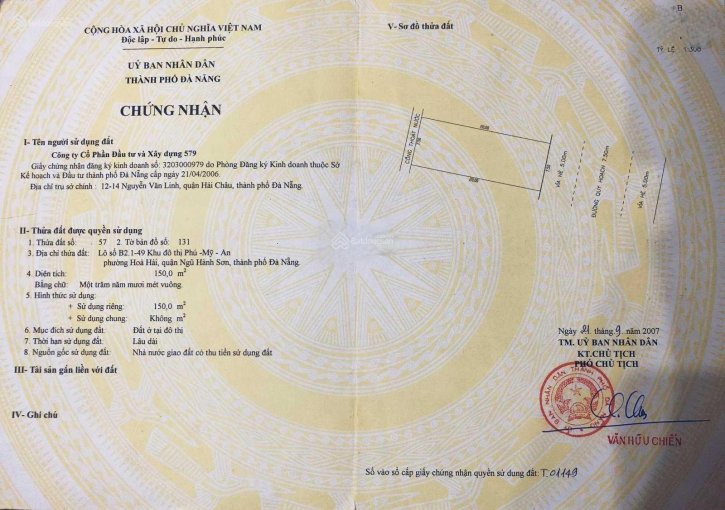 CỘNG HÒA XÃ HỘI CHỦ NGHĨA VIỆT NAM
Độc lập - Tự do - Hạnh phúc
UỶ BAN NHÂN DÂN
THÀNH PHỐ ĐÀ NẴNG
CHỨNG NHẬN
I- Tên người sử dụng đất
Công ty Cổ Phần Đầu tư và Xây dựng 579
Giấy chứng nhận đăng ký kinh doanh số: 3203000979 do Phòng Đăng ký Kinh doanh thuộc Sở
Kế hoạch và Đầu tư thành phố Đà Nẵng cấp ngày 21/04/2006.
Địa chỉ trụ sở chính : 12-14 Nguyễn Văn Linh, quận Hải Châu, thành phố Đà Nẵng.
II- Thửa đất được quyền sử dụng
1. Thửa đất số: 57 2. Tờ bản đồ số: 131
3. Địa chỉ thửa đất: Lô số B2.1-49 Khu đô thị Phú -Mỹ - An
phường Hoà Hải, quận Ngũ Hành Sơn, thành phố Đà Nẵng.
4. Diện tích: 150,0 m²
Bằng chữ: Một trăm năm mươi mét vuông.
5. Hình thức sử dụng:
+ Sử dụng riêng: 150,0 m²
+ Sử dụng chung: Không m²
6. Mục đích sử dụng đất: Đất ở tại đô thị
7. Thời hạn sử dụng đất: Lâu dài
8. Nguồn gốc sử dụng đất: Nhà nước giao đất có thu tiền sử dụng đất
III- Tài sản gắn liền với đất
IV- Ghi chú
V- Sơ đồ thửa đất
B
TỶ LỆ 1:500
CỐNG THOÁT NƯỚC
VỈA HÈ 5.00m
ĐƯỜNG QUY HOẠCH 7.50m
VỈA HÈ 5.00m
Ngày 21 tháng 9 năm 2007
TM. UỶ BAN NHÂN DÂN
KT.CHỦ TỊCH
PHÓ CHỦ TỊCH
VĂN HỮU CHIẾN
Số vào sổ cấp giấy chứng nhận quyền sử dụng đất: T.01149